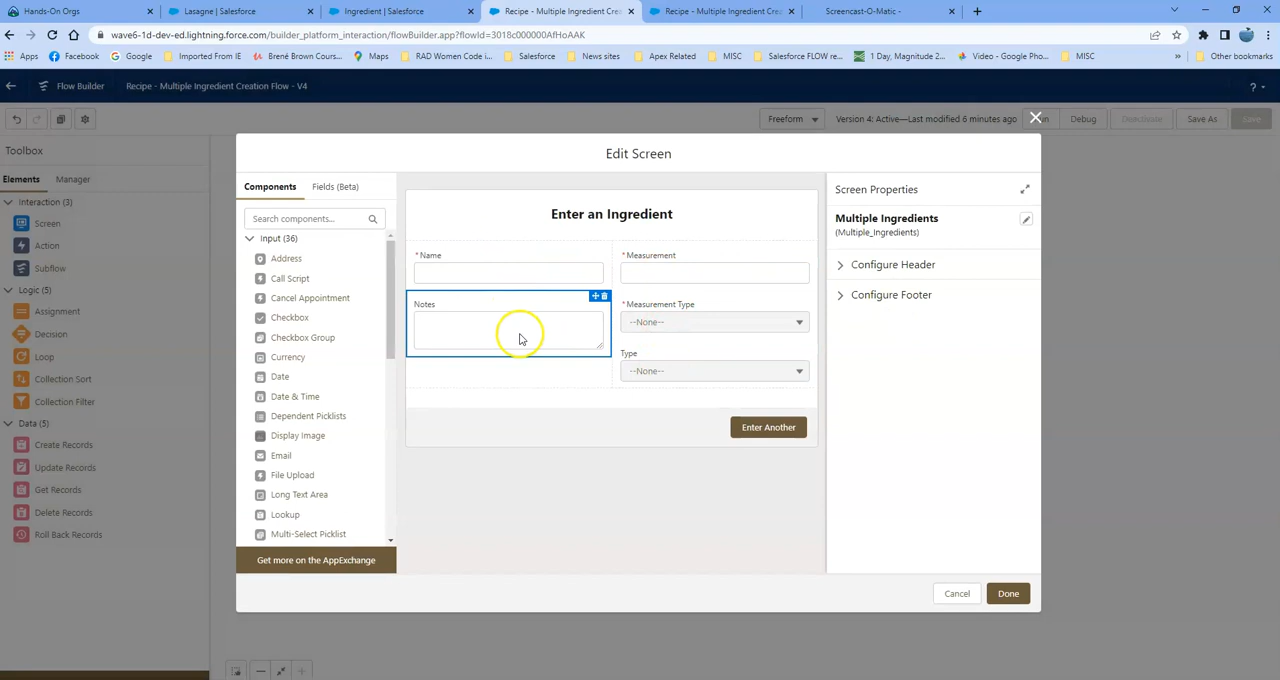 Hands-On Orgs
Lasagne | Salesforce
Ingredient | Salesforce
Recipe - Multiple Ingredient Crea
Recipe - Multiple Ingredient Crea
Screencast-O-Matic -
wave6-1d-dev-ed.lightning.force.com/builder_platform_interaction/flowBuilder.app?flowId=3018c000000AfHoAAK
Apps
Facebook
Google
Imported From IE
Brené Brown Cours...
Maps
RAD Women Code i...
Salesforce
News sites
Apex Related
MISC
Salesforce FLOW re...
1 Day, Magnitude 2...
Video - Google Pho...
MISC
»
Other bookmarks
Flow Builder
Recipe - Multiple Ingredient Creation Flow - V4
?
Freeform
Version 4: Active—Last modified 6 minutes ago
Debug
Deactivate
Save As
Save
Toolbox
Elements
Manager
Interaction (3)
Screen
Action
Subflow
Logic (5)
Assignment
Decision
Loop
Collection Sort
Collection Filter
Data (5)
Create Records
Update Records
Get Records
Delete Records
Roll Back Records
Edit Screen
Components
Fields (Beta)
Search components...
Input (36)
Address
Call Script
Cancel Appointment
Checkbox
Checkbox Group
Currency
Date
Date & Time
Dependent Picklists
Display Image
Email
File Upload
Long Text Area
Lookup
Multi-Select Picklist
Get more on the AppExchange
Enter an Ingredient
* Name
* Measurement
Notes
* Measurement Type
--None--
Type
--None--
Enter Another
Screen Properties
Multiple Ingredients
(Multiple_Ingredients)
Configure Header
Configure Footer
Cancel
Done